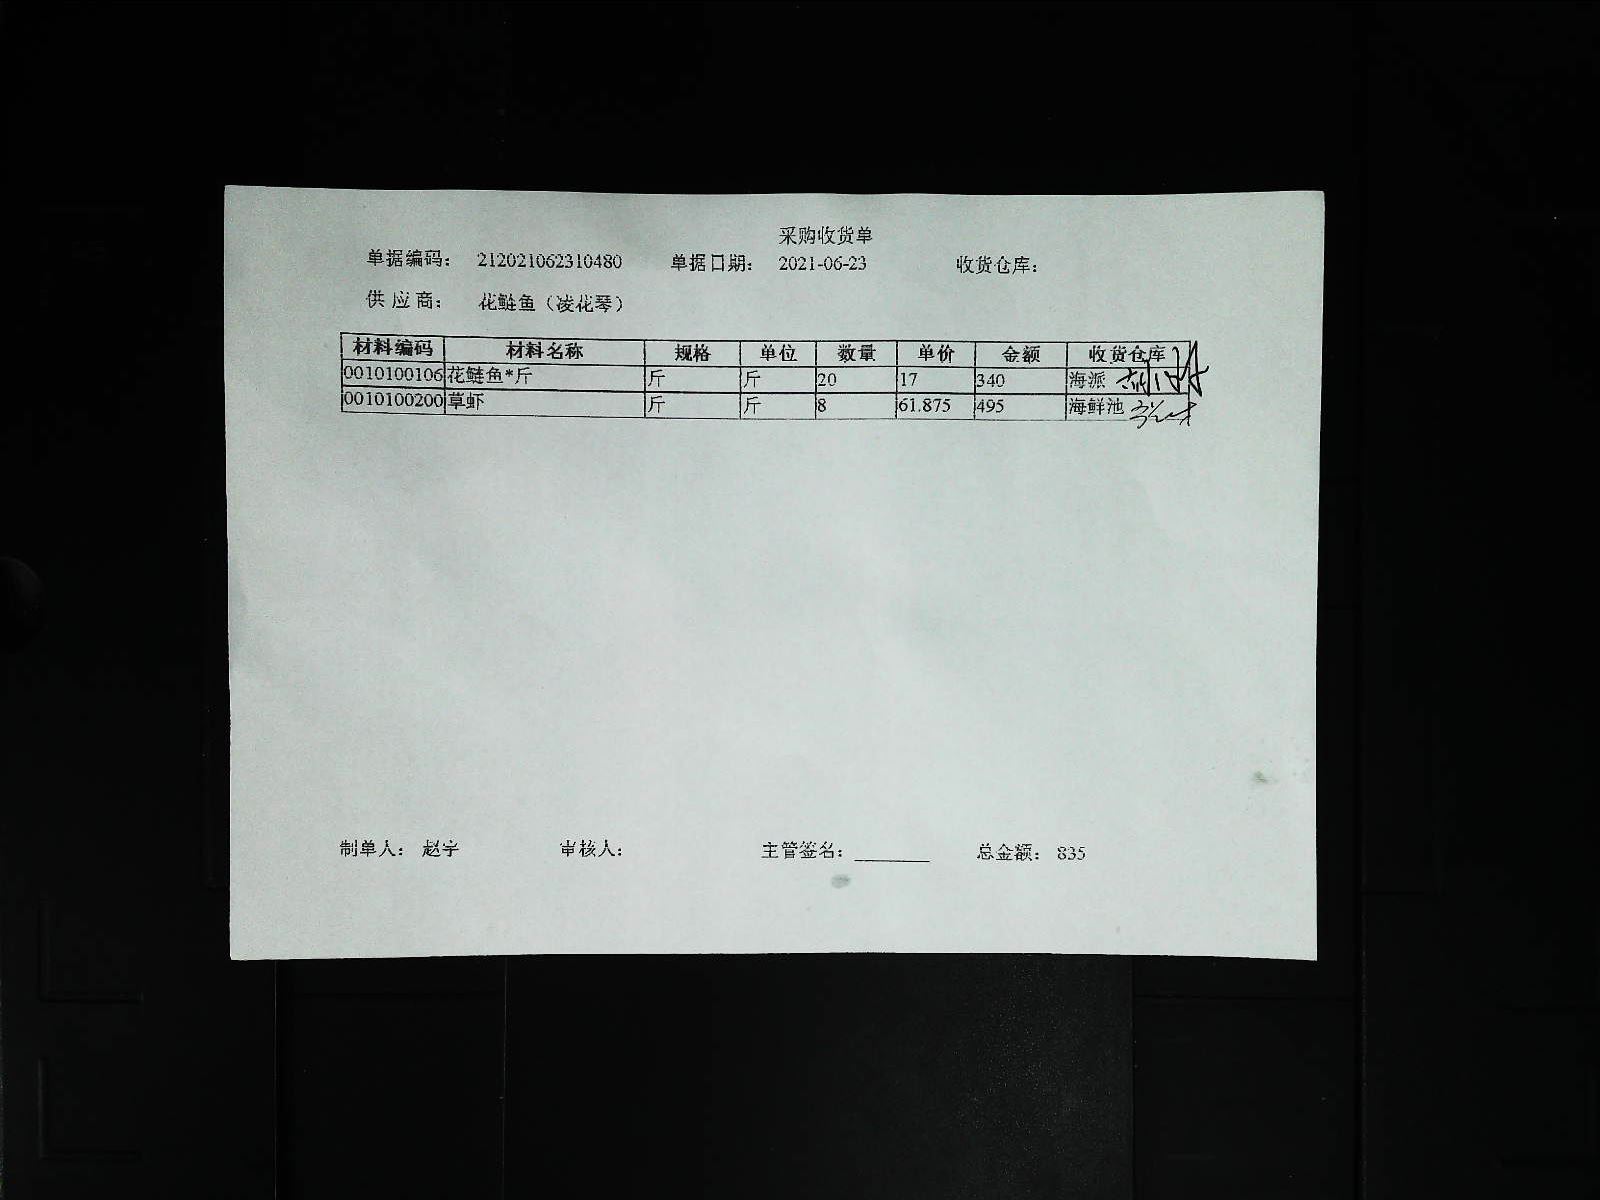 采购收货单
单据编码： 212021062310480 单据日期： 2021-06-23 收货仓库：
供 应 商： 花鲢鱼（凌花琴）
材料编码 材料名称 规格 单位 数量 单价 金额 收货仓库
0010100106 花鲢鱼*斤 斤 斤 20 17 340 海派
0010100200 草虾 斤 斤 8 61.875 495 海鲜池
制单人： 赵宇 审核人： 主管签名：________ 总金额： 835